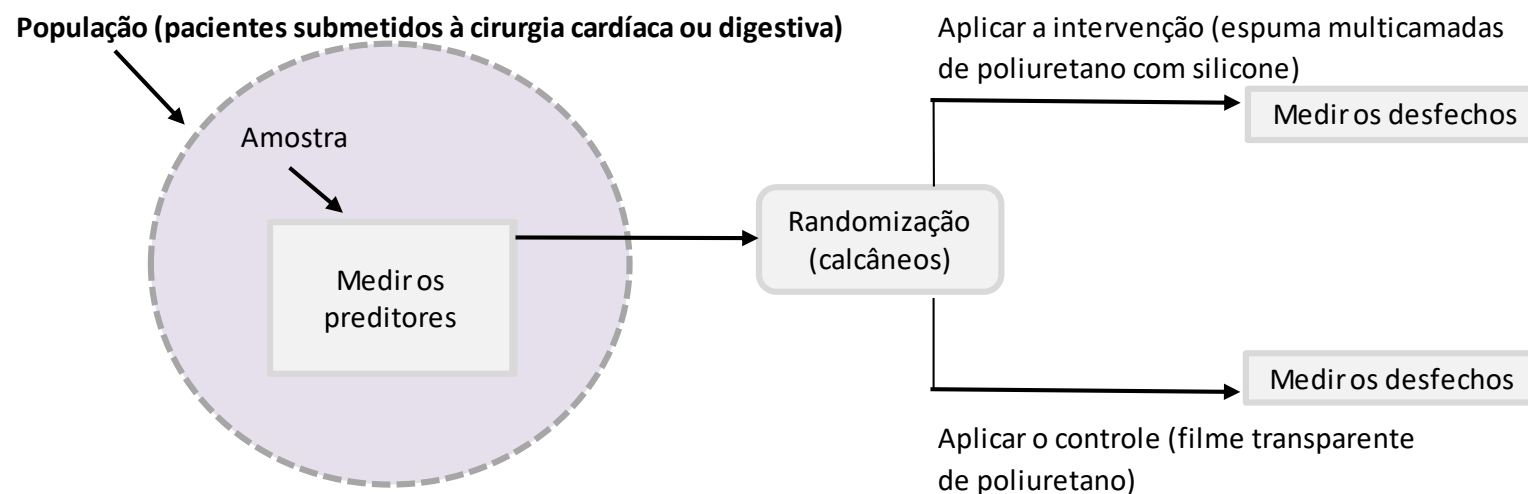 População (pacientes submetidos à cirurgia cardíaca ou digestiva)
Amostra
Medir os
preditores
Randomização
(calcâneos)
Aplicar a intervenção (espuma multicamadas
de poliuretano com silicone)
Medir os desfechos
Medir os desfechos
Aplicar o controle (filme transparente
de poliuretano)